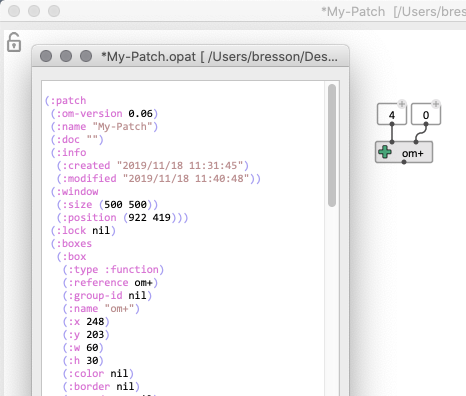 *My-Patch [/Users/bresson/Des
*My-Patch.opat [ /Users/bresson/Des...
(:patch
(:om-version 0.06)
(:name "My-Patch")
(:doc "")
(:info
(:created "2019/11/18 11:31:45")
(:modified "2019/11/18 11:40:48"))
(:window
(:size (500 500))
(:position (922 419)))
(:lock nil)
(:boxes
(:box
(:type :function)
(:reference om+)
(:group-id nil)
(:name "om+")
(:x 248)
(:y 203)
(:w 60)
(:h 30)
(:color nil)
(:border nil)
4 0
om+